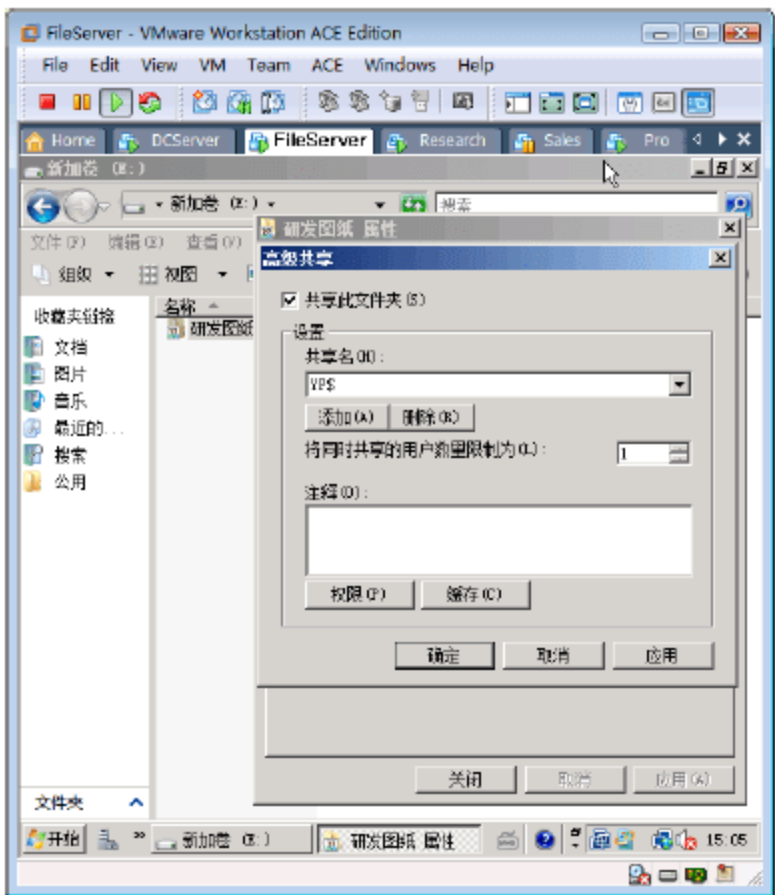 FileServer - VMware Workstation ACE Edition
File Edit View VM Team ACE Windows Help
Home DCServer FileServer Research Sales Pro
新加卷 (E:)
新加卷 (E:) 搜索
文件(F) 编辑(E) 查看(V)
组织 视图
研发图纸 属性
高级共享
收藏夹链接
文档
图片
音乐
最近的...
搜索
公用
名称
研发图纸
共享此文件夹(S)
设置
共享名(H):
VP$
添加(A) 删除(R)
将同时共享的用户数量限制为(L): 1
注释(O):
权限(P) 缓存(C)
确定 取消 应用
关闭 取消 应用(A)
文件夹
开始 新加卷 (E:) 研发图纸 属性 15:05